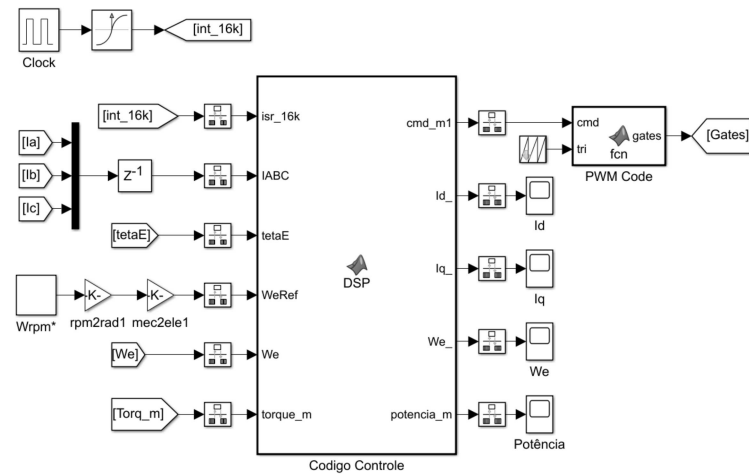 [int_16k]
Clock
[int_16k]
isr_16k
cmd_m1
cmd
tri
gates
fcn
[Gates]
PWM Code
[Ia]
[Ib]
[Ic]
Z-1
IABC
Id_
Id
[tetaE]
tetaE
DSP
Iq_
Iq
Wrpm*
-K-
rpm2rad1
-K-
mec2ele1
WeRef
We_
We
[We]
We
[Torq_m]
torque_m
potencia_m
Potência
Codigo Controle